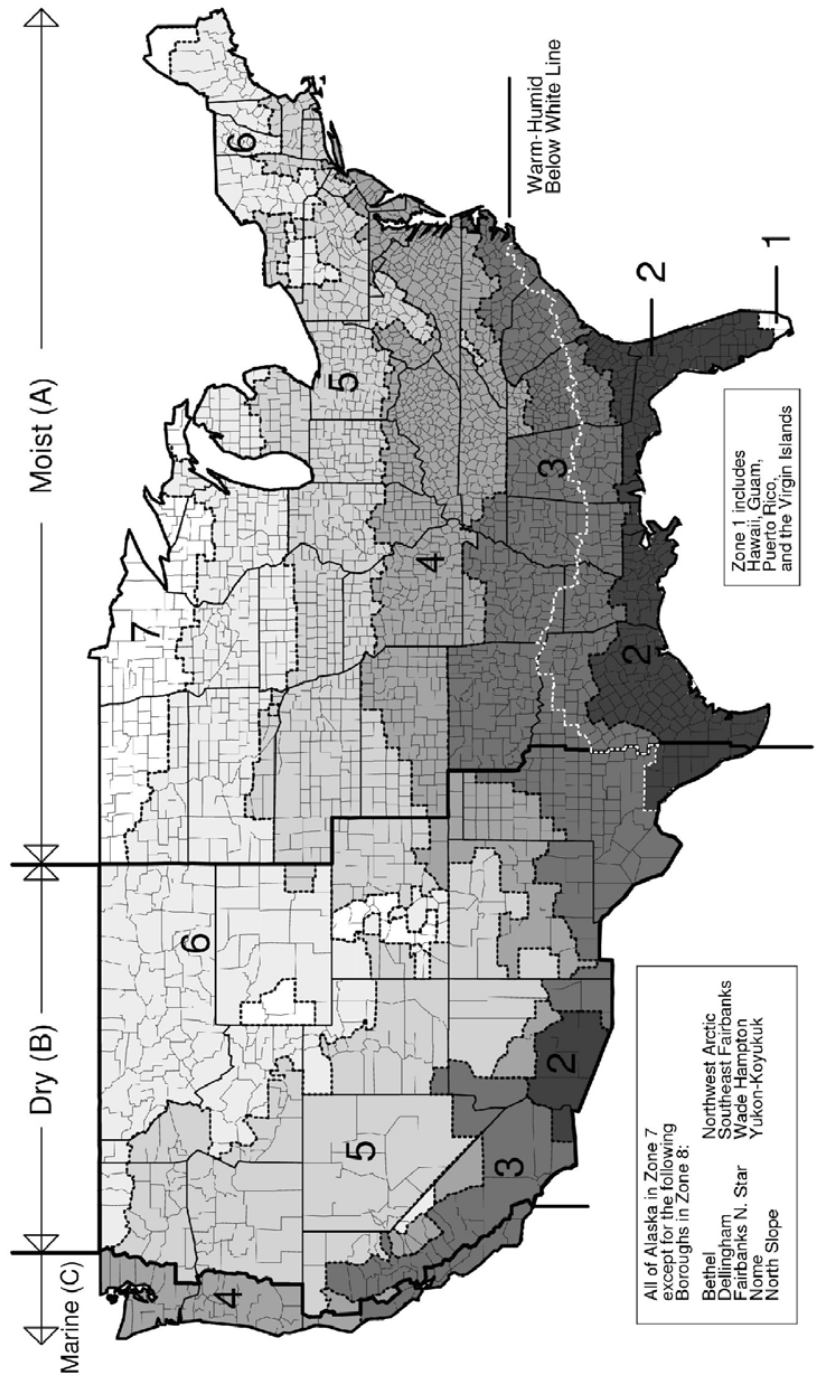 Marine (C)
Dry (B)
Moist (A)
7
6
6
5
5
4
4
3
3
2
2
2
1
Warm-Humid
Below White Line
All of Alaska in Zone 7
except for the following
Boroughs in Zone 8:
Bethel Northwest Arctic
Dellingham Southeast Fairbanks
Fairbanks N. Star Wade Hampton
Nome Yukon-Koyukuk
North Slope
Zone 1 includes
Hawaii, Guam,
Puerto Rico,
and the Virgin Islands